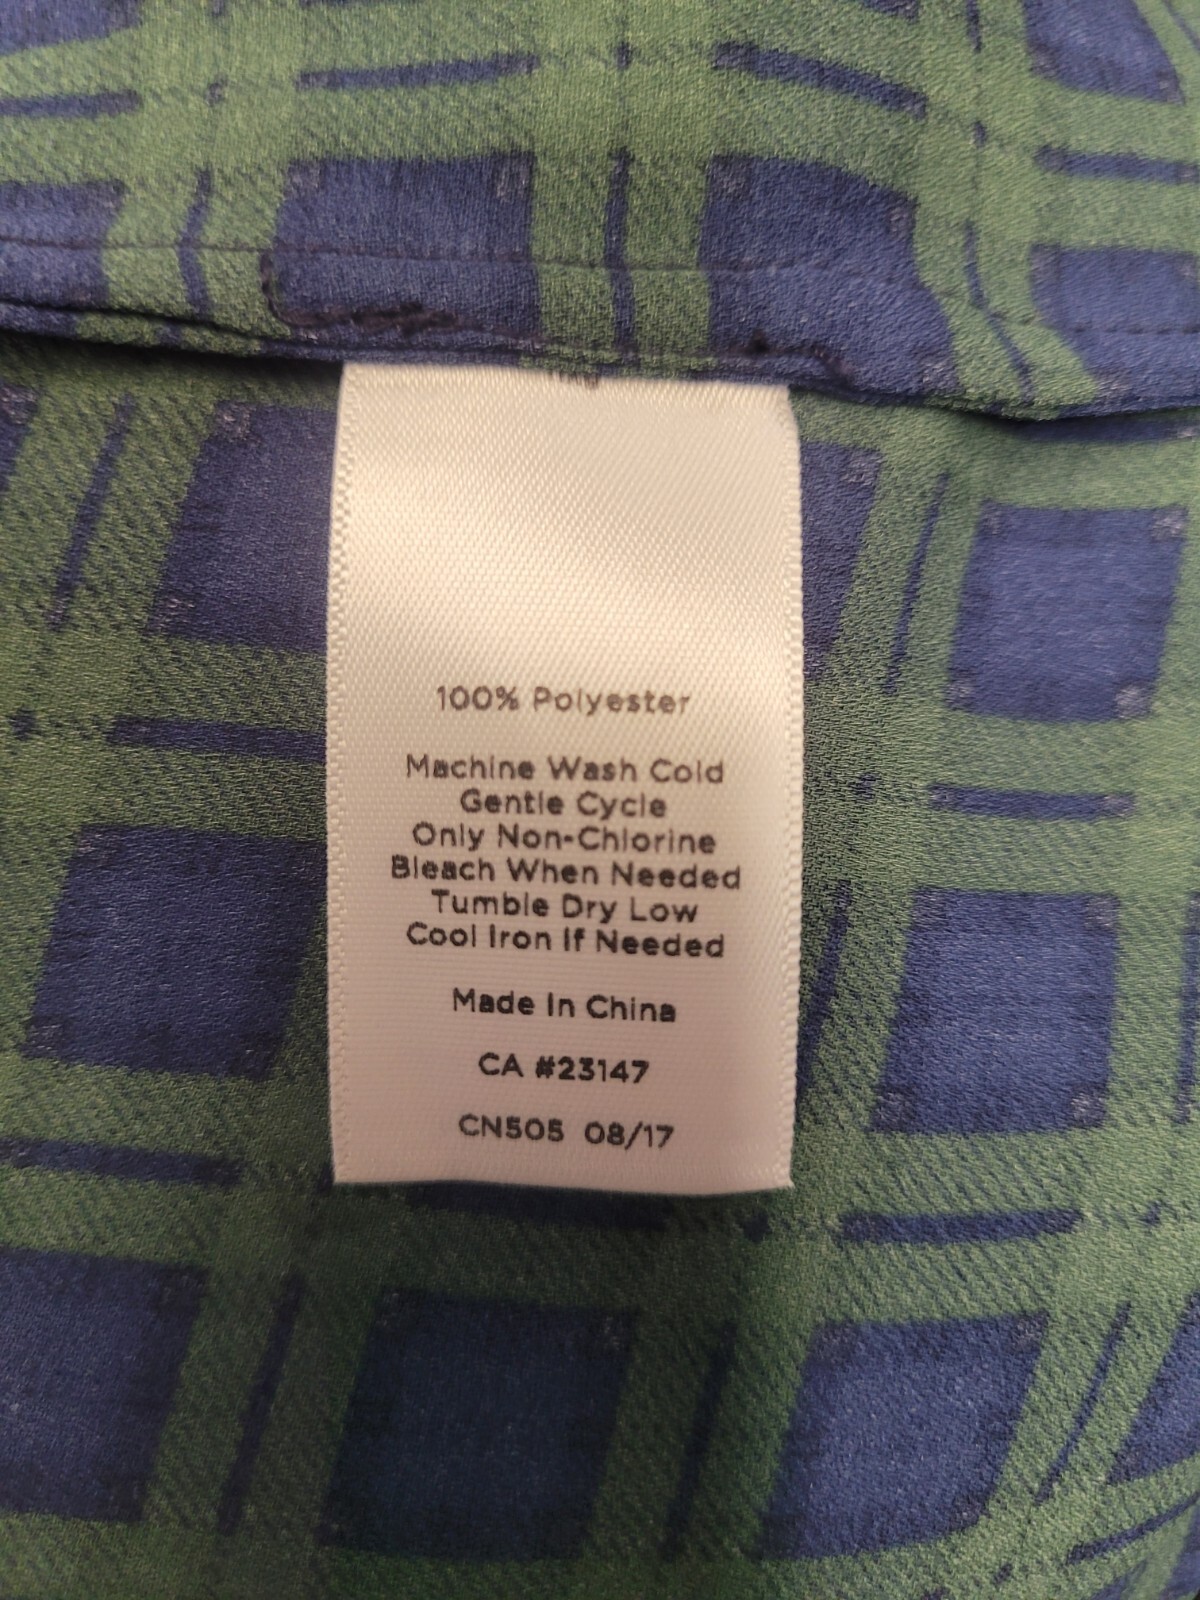 100% Polyester
Machine Wash Cold
Gentle Cycle
Only Non-Chlorine
Bleach When Needed
Tumble Dry Low
Cool Iron If Needed
Made In China
CA #23147
CN505 08/17